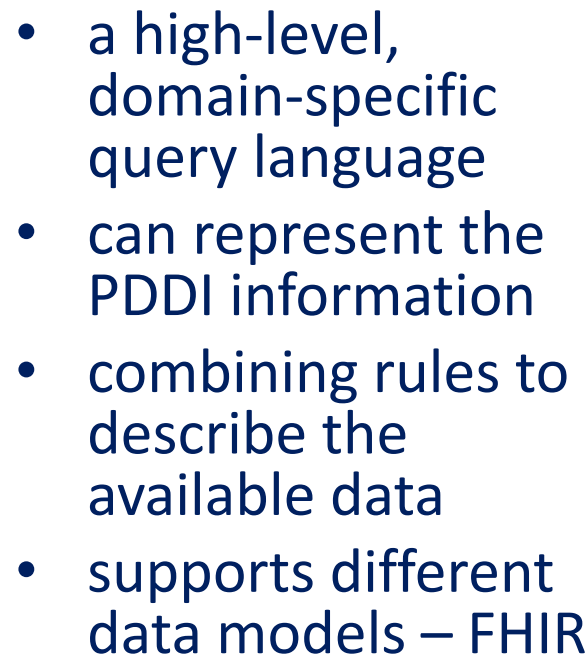 • a high-level,
domain-specific
query language
• can represent the
PDDI information
• combining rules to
describe the
available data
• supports different
data models – FHIR